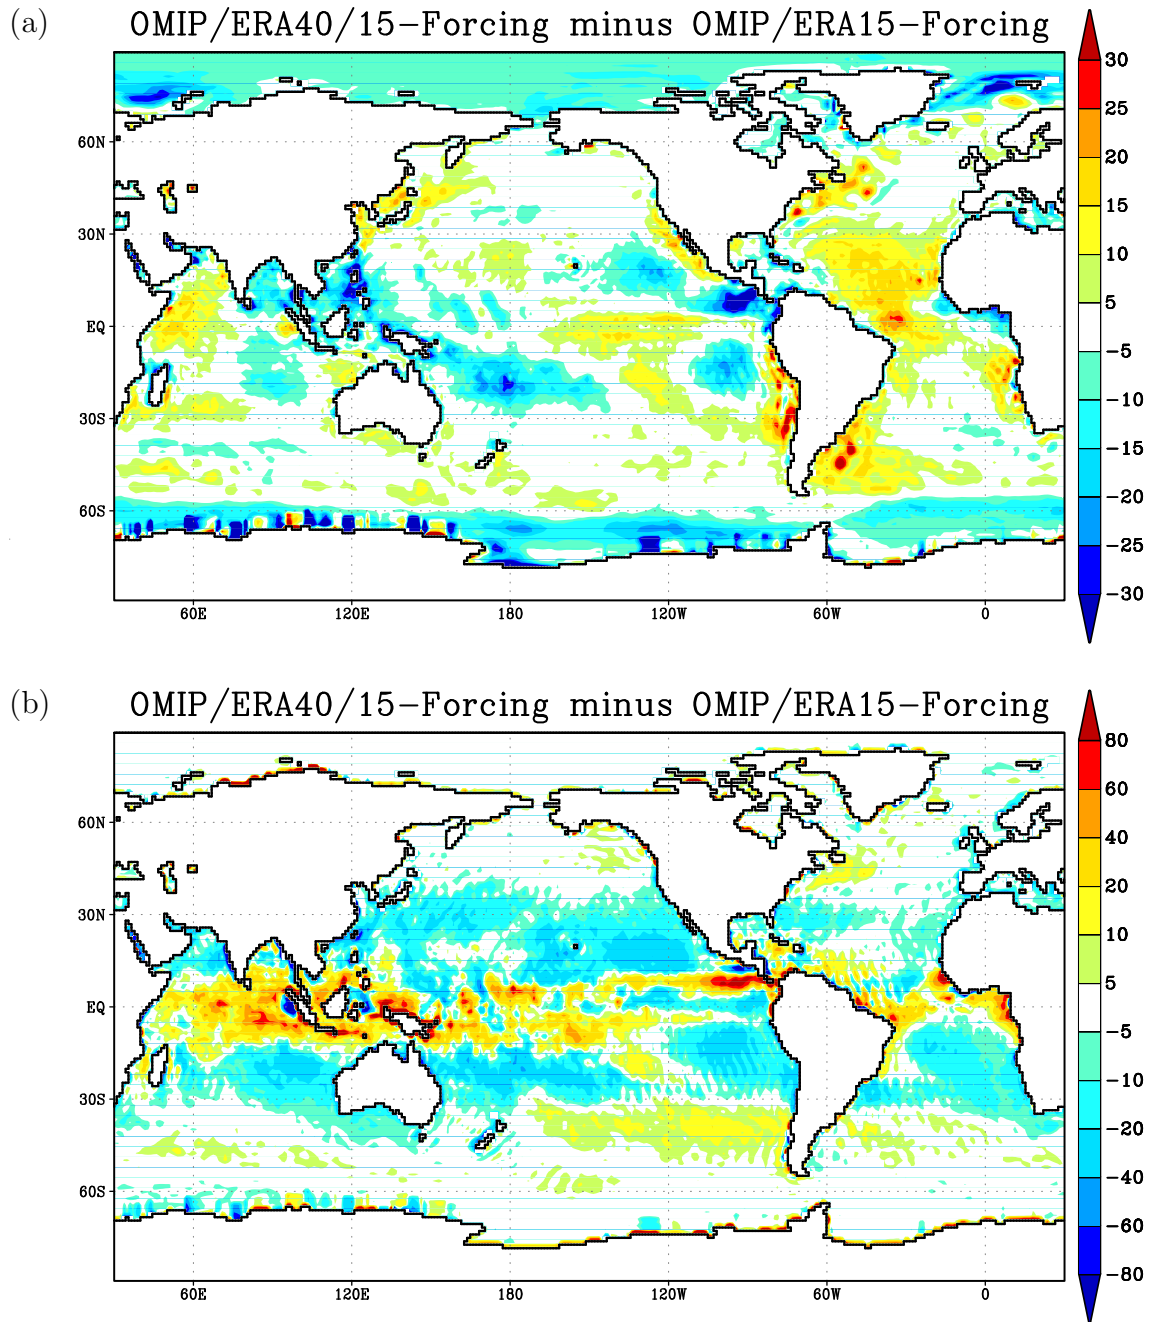 (a) OMIP/ERA40/15-Forcing minus OMIP/ERA15-Forcing
30
25
60N
20
15
30N
10
5
EQ
-5
-10
30S
-15
-20
60S
-25
-30
60E 120E 180 120W 60W 0
(b) OMIP/ERA40/15-Forcing minus OMIP/ERA15-Forcing
80
60
60N
40
20
30N
10
5
EQ
-5
-10
30S
-20
-40
60S
-60
-80
60E 120E 180 120W 60W 0